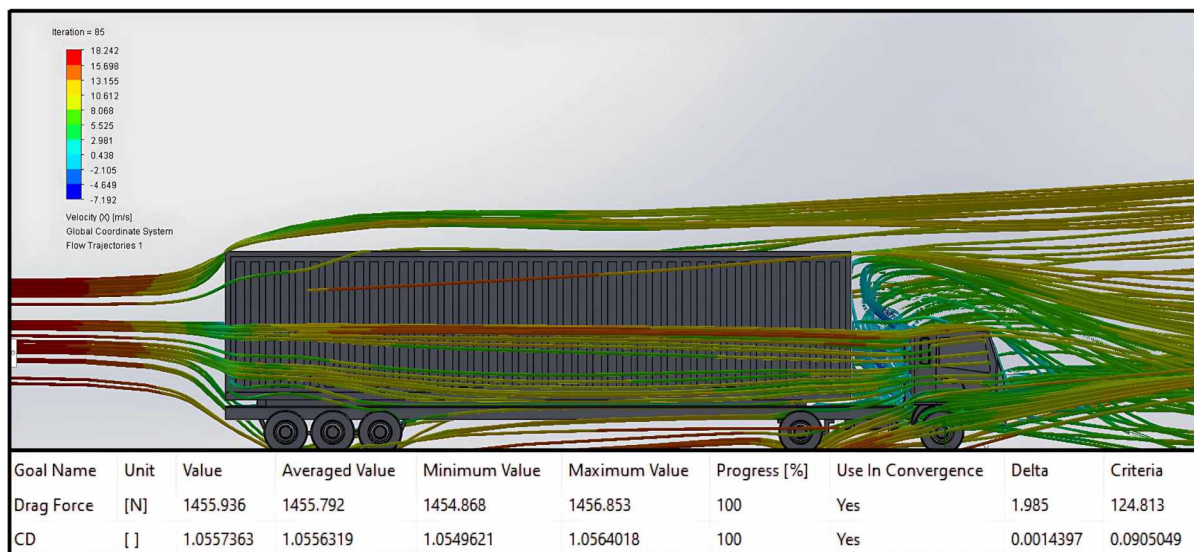 Iteration = 85
18.242
15.698
13.155
10.612
8.068
5.525
2.981
0.438
-2.105
-4.649
-7.192
Velocity (X) [m/s]
Global Coordinate System
Flow Trajectories 1
Goal Name Unit Value Averaged Value Minimum Value Maximum Value Progress [%] Use In Convergence Delta Criteria
Drag Force [N] 1455.936 1455.792 1454.868 1456.853 100 Yes 1.985 124.813
CD [ ] 1.0557363 1.0556319 1.0549621 1.0564018 100 Yes 0.0014397 0.0905049